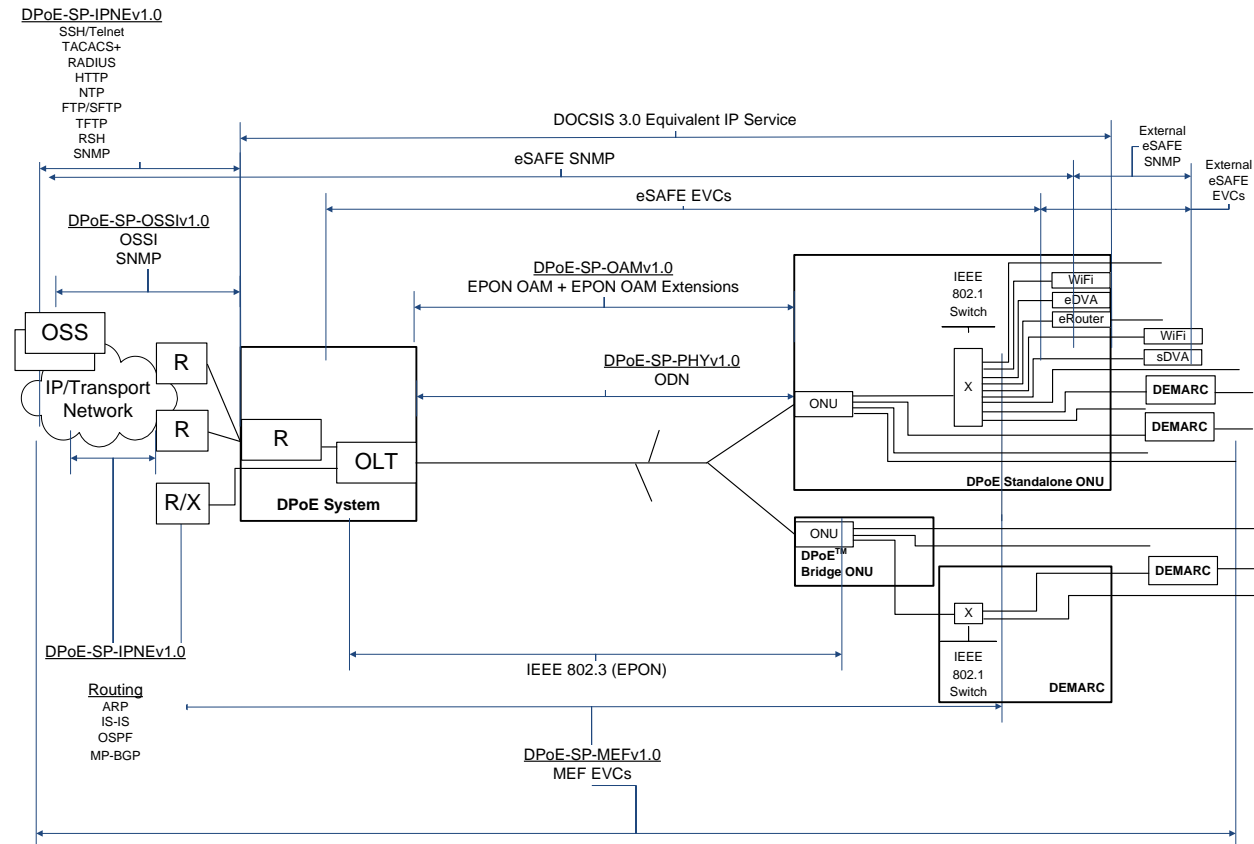 DPoE-SP-IPNEv1.0
SSH/Telnet
TACACS+
RADIUS
HTTP
NTP
FTP/SFTP
TFTP
RSH
SNMP
DOCSIS 3.0 Equivalent IP Service
eSAFE SNMP
External
eSAFE
SNMP
External
eSAFE
EVCs
eSAFE EVCs
DPoE-SP-OSSIv1.0
OSSI
SNMP
DPoE-SP-OAMv1.0
EPON OAM + EPON OAM Extensions
IEEE
802.1
Switch
WiFi
eDVA
eRouter
WiFi
sDVA
OSS
IP/Transport
Network
R
R
R/X
R
OLT
DPoE System
DPoE-SP-PHYv1.0
ODN
ONU
X
DEMARC
DEMARC
DPoE Standalone ONU
ONU
DPoE™
Bridge ONU
DEMARC
X
IEEE
802.1
Switch
DEMARC
DPoE-SP-IPNEv1.0
Routing
ARP
IS-IS
OSPF
MP-BGP
IEEE 802.3 (EPON)
DPoE-SP-MEFv1.0
MEF EVCs